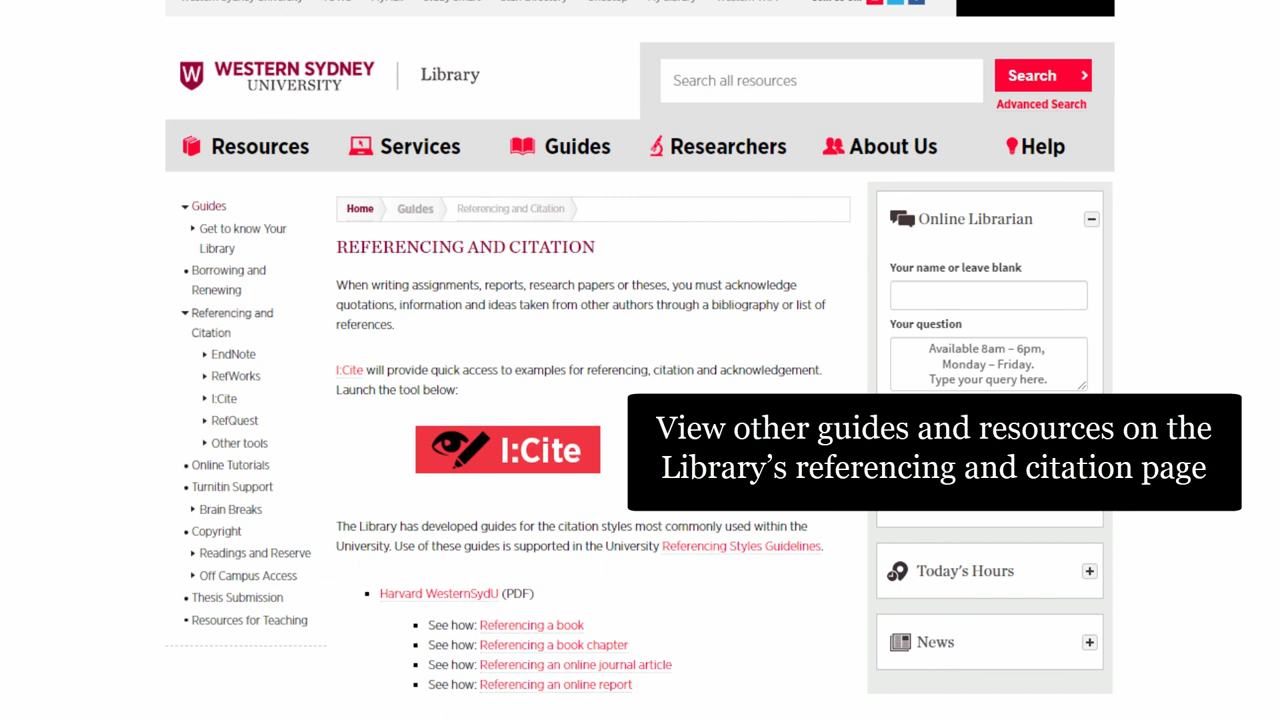 WESTERN SYDNEY
UNIVERSITY
Library
Search all resources
Search
Advanced Search
Resources
Services
Guides
Researchers
About Us
Help
Guides
Get to know Your
Library
Borrowing and
Renewing
Referencing and
Citation
EndNote
RefWorks
I:Cite
RefQuest
Other tools
Online Tutorials
Turnitin Support
Brain Breaks
Copyright
Readings and Reserve
Off Campus Access
Thesis Submission
Resources for Teaching
Home
Guides
Referencing and Citation
REFERENCING AND CITATION
When writing assignments, reports, research papers or theses, you must acknowledge
quotations, information and ideas taken from other authors through a bibliography or list of
references.
I:Cite will provide quick access to examples for referencing, citation and acknowledgement.
Launch the tool below:
I:Cite
The Library has developed guides for the citation styles most commonly used within the
University. Use of these guides is supported in the University Referencing Styles Guidelines.
Harvard WesternSydU (PDF)
See how: Referencing a book
See how: Referencing a book chapter
See how: Referencing an online journal article
See how: Referencing an online report
Online Librarian
Your name or leave blank
Your question
Available 8am – 6pm,
Monday – Friday.
Type your query here.
View other guides and resources on the
Library’s referencing and citation page
Today's Hours
News